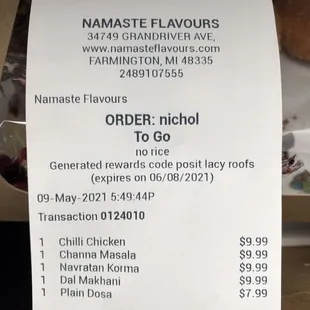 NAMASTE FLAVOURS
34749 GRANDRIVER AVE,
www.namasteflavours.com
FARMINGTON, MI 48335
2489107555
Namaste Flavours
ORDER: nichol
To Go
no rice
Generated rewards code posit lacy roofs
(expires on 06/08/2021)
09-May-2021 5:49:44P
Transaction 0124010
1 Chilli Chicken $9.99
1 Channa Masala $9.99
1 Navratan Korma $9.99
1 Dal Makhani $9.99
1 Plain Dosa $7.99